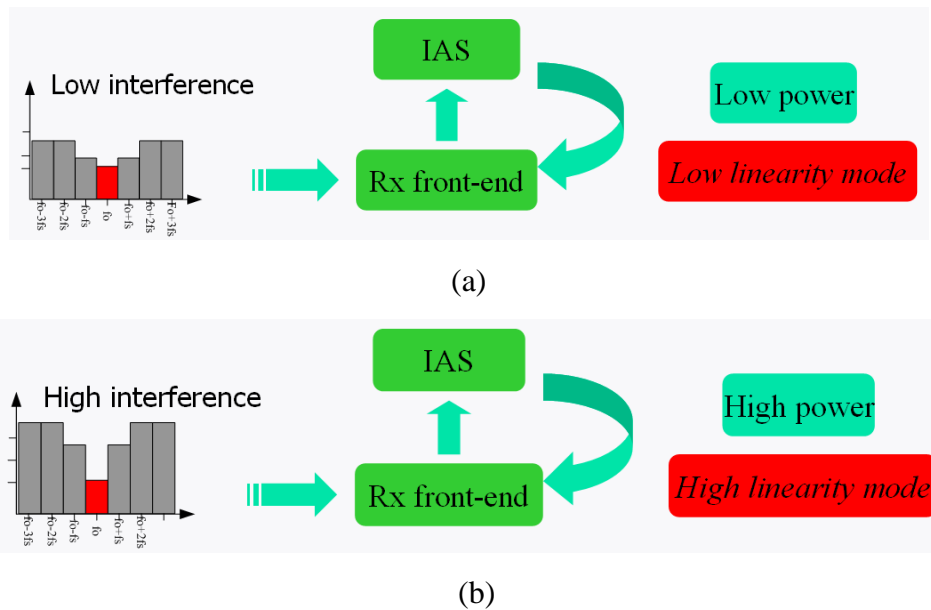 Low interference
IAS
Rx front-end
Low power
Low linearity mode
fo-3fs
fo-2fs
fo-fs
fo
fo+fs
fo+2fs
Fo+3fs
(a)
High interference
IAS
Rx front-end
High power
High linearity mode
fo-3fs
fo-2fs
fo-fs
fo
fo+fs
fo+2fs
(b)